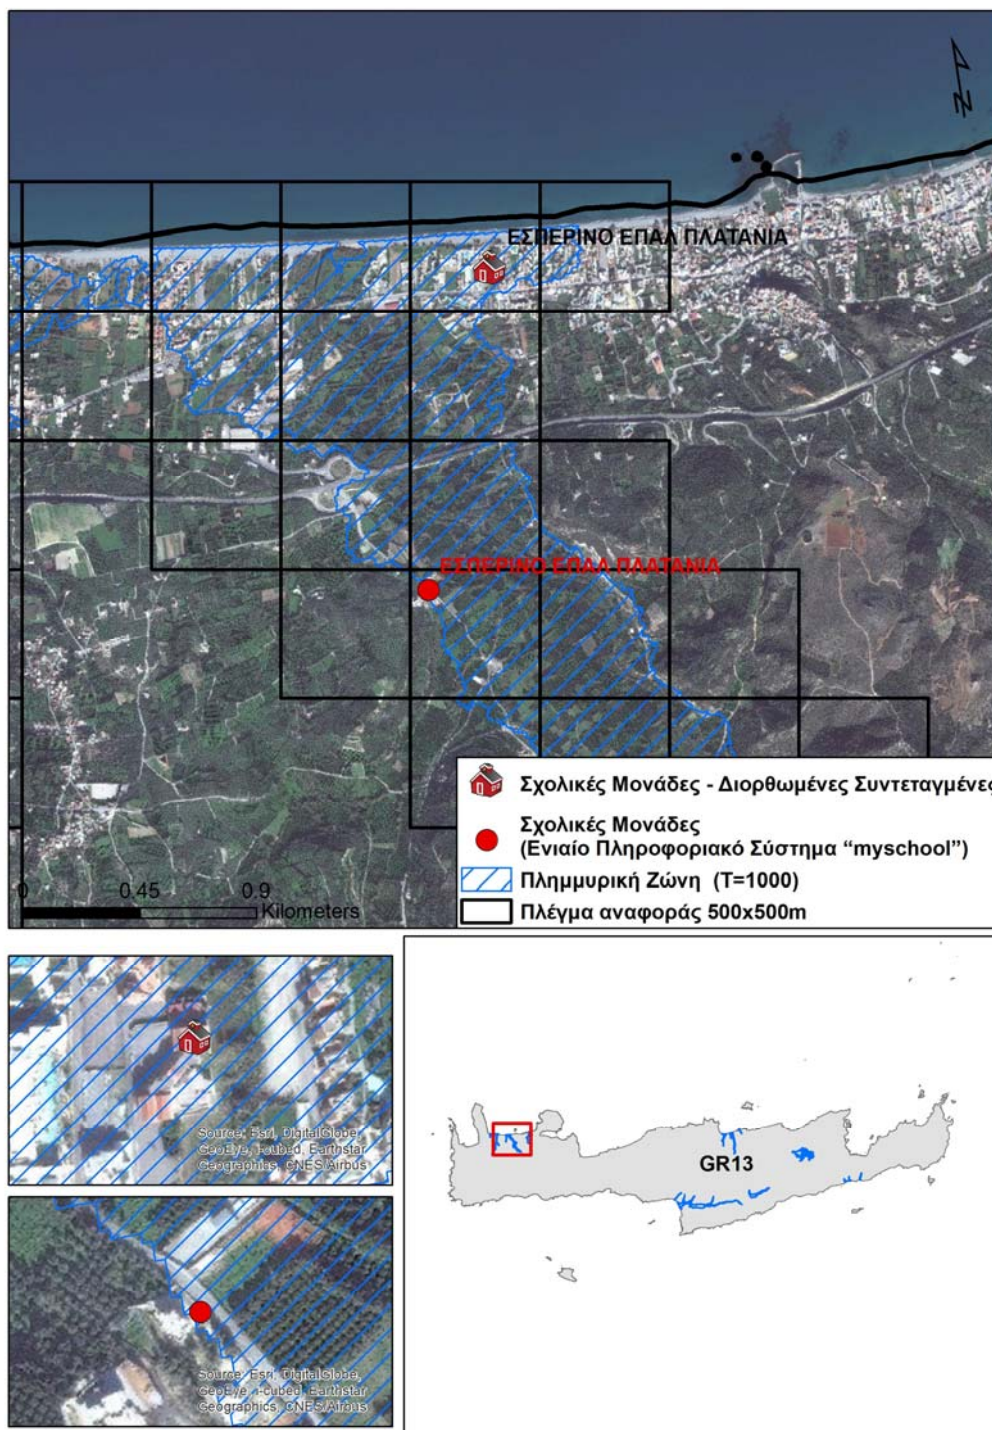 N
ΕΣΠΕΡΙΝΟ ΕΠΑΛ ΠΛΑΤΑΝΙΑ
ΕΣΠΕΡΙΝΟ ΕΠΑΛ ΠΛΑΤΑΝΙΑ
Σχολικές Μονάδες - Διορθωμένες Συντεταγμένες
Σχολικές Μονάδες
(Ενιαίο Πληροφοριακό Σύστημα “myschool”)
Πλημμυρική Ζώνη (T=1000)
Πλέγμα αναφοράς 500x500m
0 0.45 0.9
Kilometers
Source: Esri, DigitalGlobe,
GeoEye, i-cubed, Earthstar
Geographics, CNES/Airbus
GR13
Source: Esri, DigitalGlobe,
GeoEye, i-cubed, Earthstar
Geographics, CNES/Airbus